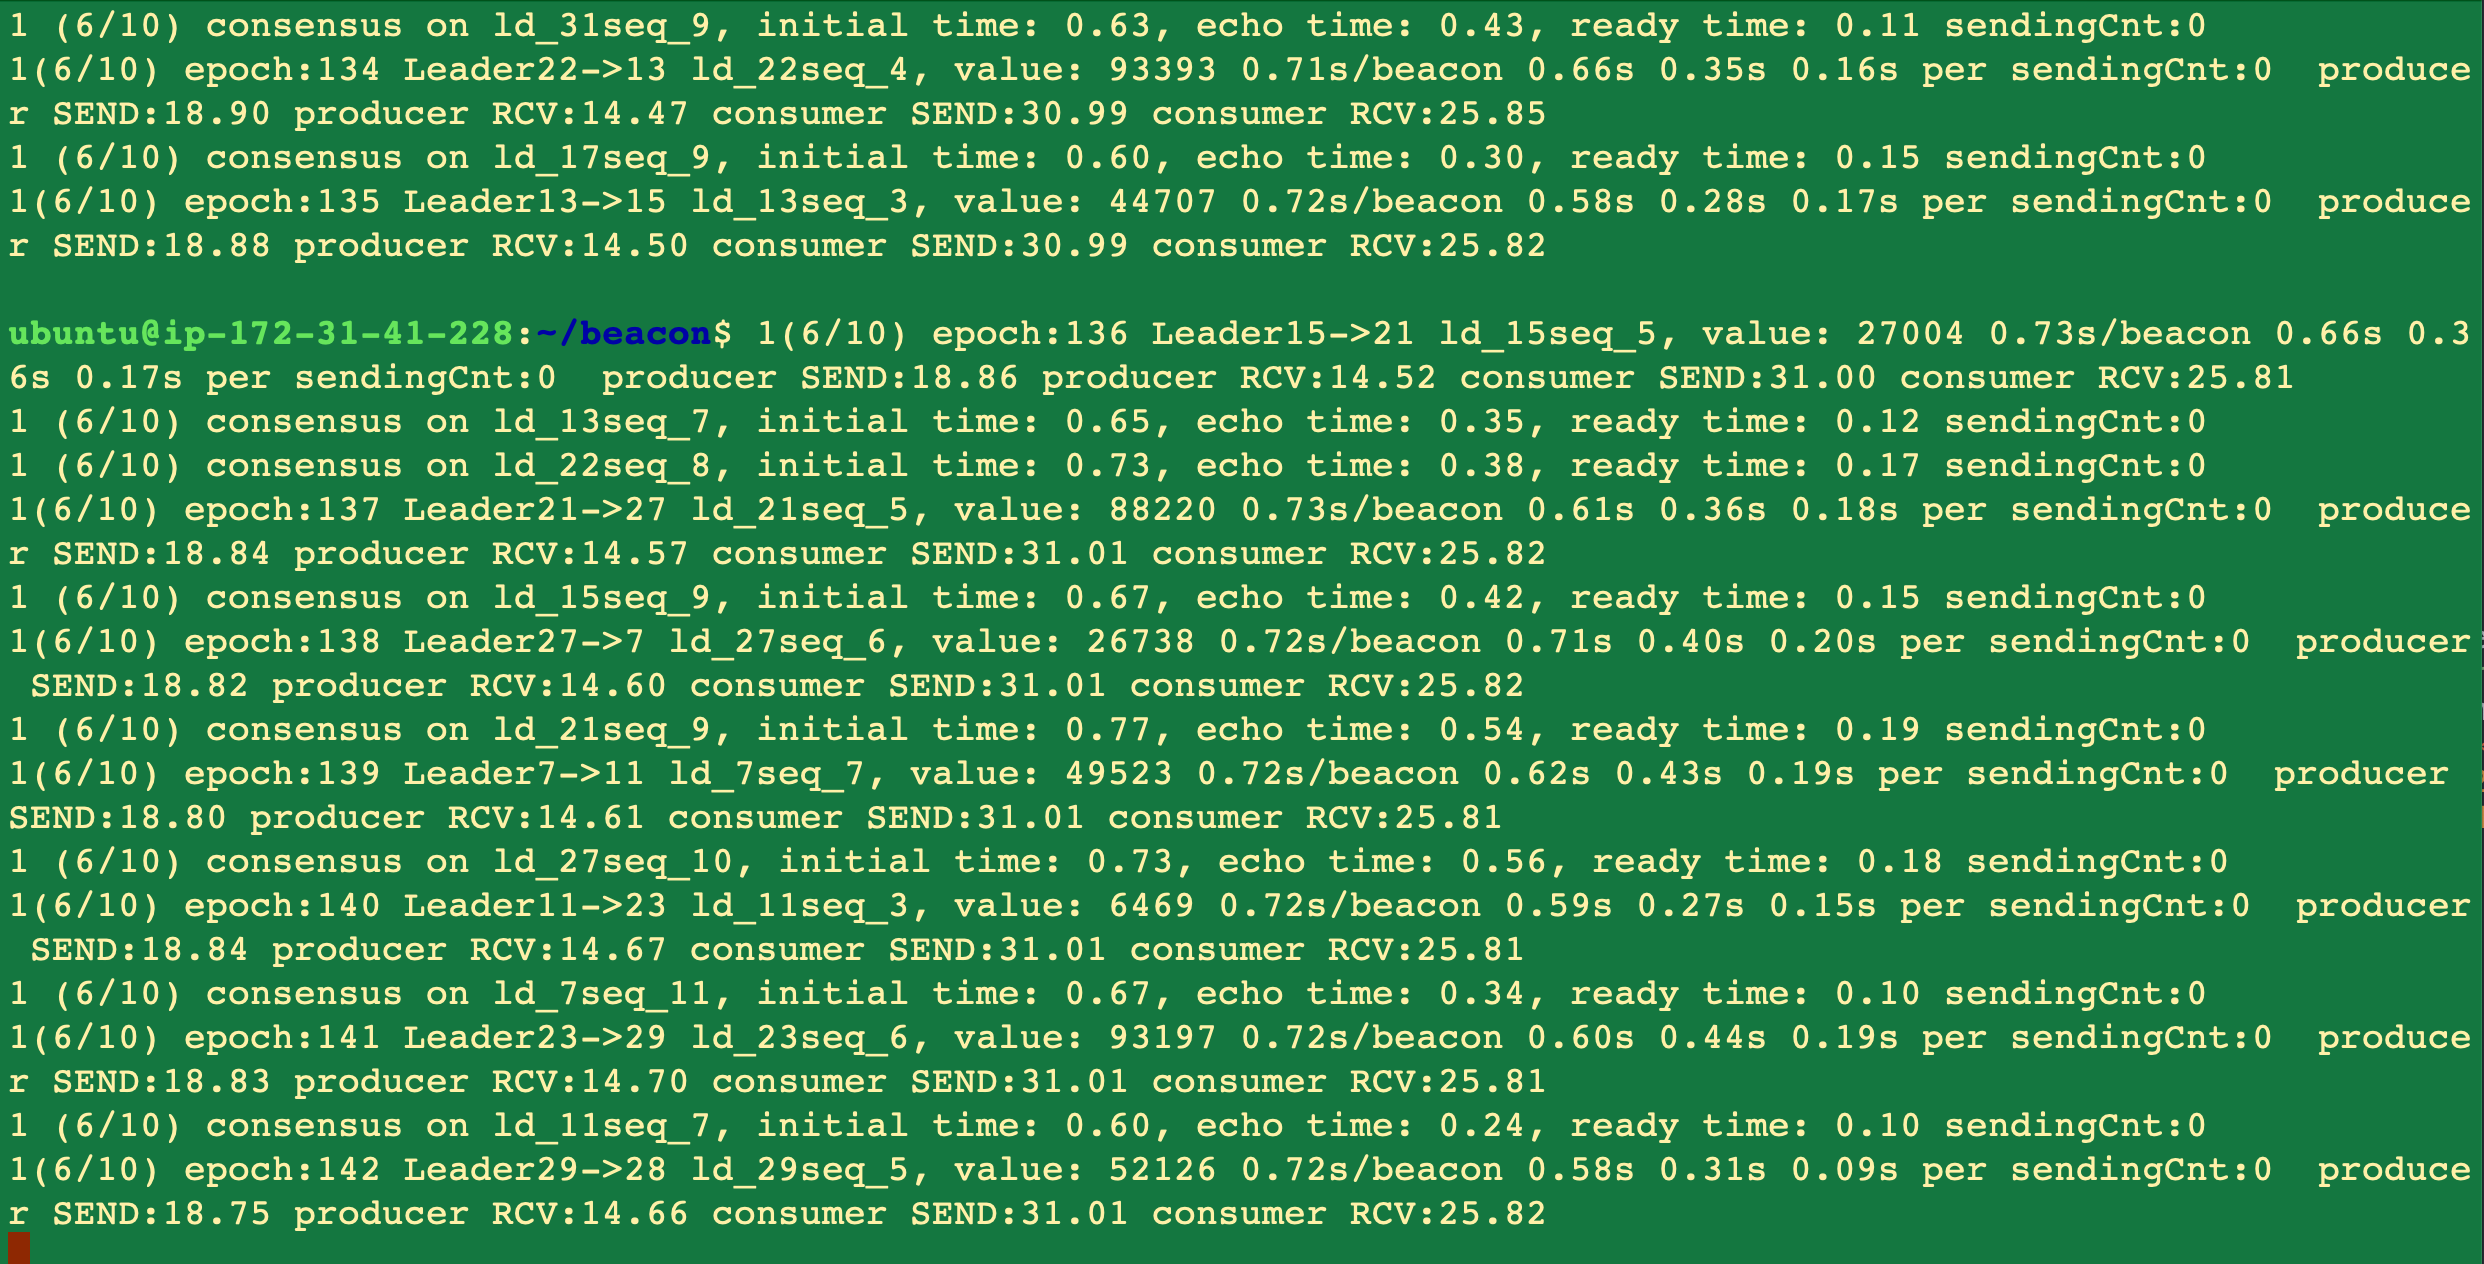 1 (6/10) consensus on ld_31seq_9, initial time: 0.63, echo time: 0.43, ready time: 0.11 sendingCnt:0
1(6/10) epoch:134 Leader22->13 ld_22seq_4, value: 93393 0.71s/beacon 0.66s 0.35s 0.16s per sendingCnt:0  produce
r SEND:18.90 producer RCV:14.47 consumer SEND:30.99 consumer RCV:25.85
1 (6/10) consensus on ld_17seq_9, initial time: 0.60, echo time: 0.30, ready time: 0.15 sendingCnt:0
1(6/10) epoch:135 Leader13->15 ld_13seq_3, value: 44707 0.72s/beacon 0.58s 0.28s 0.17s per sendingCnt:0  produce
r SEND:18.88 producer RCV:14.50 consumer SEND:30.99 consumer RCV:25.82
ubuntu@ip-172-31-41-228:~/beacon$ 1(6/10) epoch:136 Leader15->21 ld_15seq_5, value: 27004 0.73s/beacon 0.66s 0.3
6s 0.17s per sendingCnt:0  producer SEND:18.86 producer RCV:14.52 consumer SEND:31.00 consumer RCV:25.81
1 (6/10) consensus on ld_13seq_7, initial time: 0.65, echo time: 0.35, ready time: 0.12 sendingCnt:0
1 (6/10) consensus on ld_22seq_8, initial time: 0.73, echo time: 0.38, ready time: 0.17 sendingCnt:0
1(6/10) epoch:137 Leader21->27 ld_21seq_5, value: 88220 0.73s/beacon 0.61s 0.36s 0.18s per sendingCnt:0  produce
r SEND:18.84 producer RCV:14.57 consumer SEND:31.01 consumer RCV:25.82
1 (6/10) consensus on ld_15seq_9, initial time: 0.67, echo time: 0.42, ready time: 0.15 sendingCnt:0
1(6/10) epoch:138 Leader27->7 ld_27seq_6, value: 26738 0.72s/beacon 0.71s 0.40s 0.20s per sendingCnt:0  producer
 SEND:18.82 producer RCV:14.60 consumer SEND:31.01 consumer RCV:25.82
1 (6/10) consensus on ld_21seq_9, initial time: 0.77, echo time: 0.54, ready time: 0.19 sendingCnt:0
1(6/10) epoch:139 Leader7->11 ld_7seq_7, value: 49523 0.72s/beacon 0.62s 0.43s 0.19s per sendingCnt:0  producer
SEND:18.80 producer RCV:14.61 consumer SEND:31.01 consumer RCV:25.81
1 (6/10) consensus on ld_27seq_10, initial time: 0.73, echo time: 0.56, ready time: 0.18 sendingCnt:0
1(6/10) epoch:140 Leader11->23 ld_11seq_3, value: 6469 0.72s/beacon 0.59s 0.27s 0.15s per sendingCnt:0  producer
 SEND:18.84 producer RCV:14.67 consumer SEND:31.01 consumer RCV:25.81
1 (6/10) consensus on ld_7seq_11, initial time: 0.67, echo time: 0.34, ready time: 0.10 sendingCnt:0
1(6/10) epoch:141 Leader23->29 ld_23seq_6, value: 93197 0.72s/beacon 0.60s 0.44s 0.19s per sendingCnt:0  produce
r SEND:18.83 producer RCV:14.70 consumer SEND:31.01 consumer RCV:25.81
1 (6/10) consensus on ld_11seq_7, initial time: 0.60, echo time: 0.24, ready time: 0.10 sendingCnt:0
1(6/10) epoch:142 Leader29->28 ld_29seq_5, value: 52126 0.72s/beacon 0.58s 0.31s 0.09s per sendingCnt:0  produce
r SEND:18.75 producer RCV:14.66 consumer SEND:31.01 consumer RCV:25.82